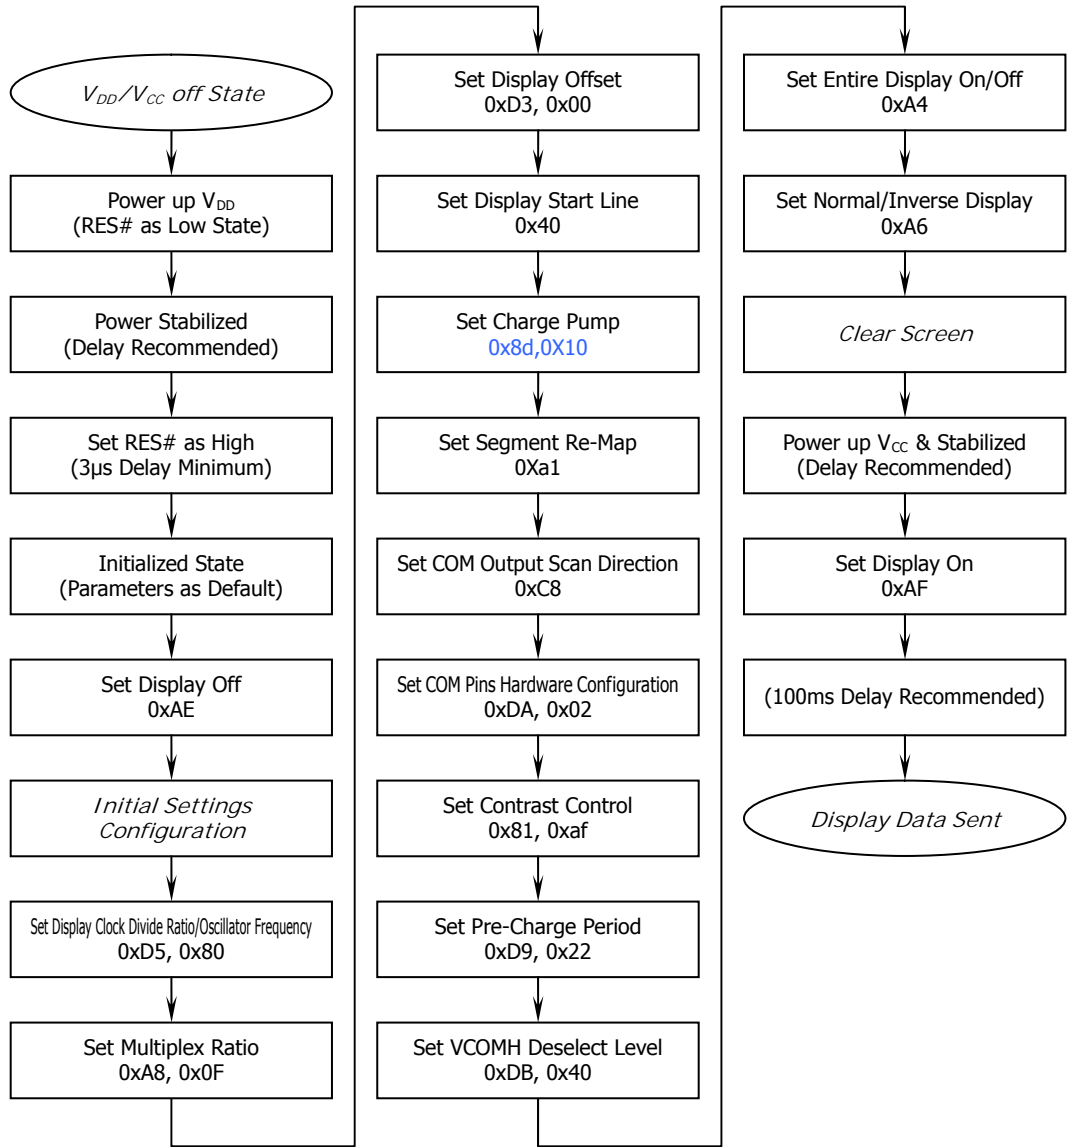 V_DD/V_CC off State
Power up V_DD
(RES# as Low State)
Power Stabilized
(Delay Recommended)
Set RES# as High
(3μs Delay Minimum)
Initialized State
(Parameters as Default)
Set Display Off
0xAE
Initial Settings
Configuration
Set Display Clock Divide Ratio/Oscillator Frequency
0xD5, 0x80
Set Multiplex Ratio
0xA8, 0x0F
Set Display Offset
0xD3, 0x00
Set Display Start Line
0x40
Set Charge Pump
0x8d,0X10
Set Segment Re-Map
0Xa1
Set COM Output Scan Direction
0xC8
Set COM Pins Hardware Configuration
0xDA, 0x02
Set Contrast Control
0x81, 0xaf
Set Pre-Charge Period
0xD9, 0x22
Set VCOMH Deselect Level
0xDB, 0x40
Set Entire Display On/Off
0xA4
Set Normal/Inverse Display
0xA6
Clear Screen
Power up V_CC & Stabilized
(Delay Recommended)
Set Display On
0xAF
(100ms Delay Recommended)
Display Data Sent